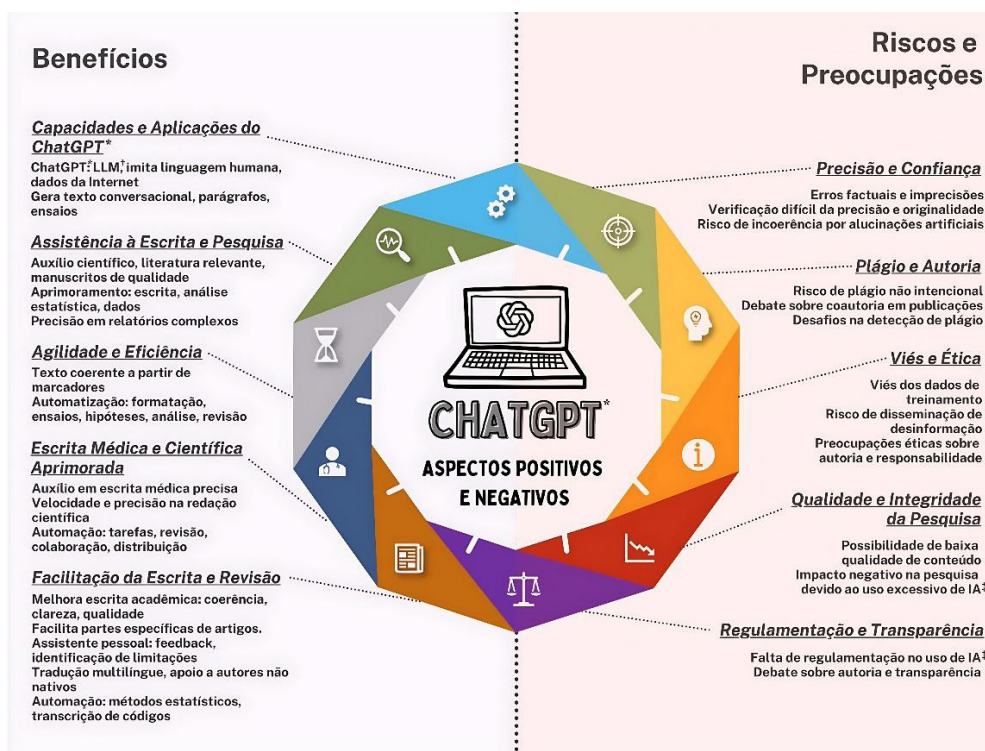 Benefícios
Capacidades e Aplicações do
ChatGPT*
ChatGPT:‡LLM,† imita linguagem humana,
dados da Internet
Gera texto conversacional, parágrafos,
ensaios
Assistência à Escrita e Pesquisa
Auxílio científico, literatura relevante,
manuscritos de qualidade
Aprimoramento: escrita, análise
estatística, dados
Precisão em relatórios complexos
Agilidade e Eficiência
Texto coerente a partir de
marcadores
Automatização: formatação,
ensaios, hipóteses, análise, revisão
Escrita Médica e Científica
Aprimorada
Auxílio em escrita médica precisa
Velocidade e precisão na redação
científica
Automação: tarefas, revisão,
colaboração, distribuição
Facilitação da Escrita e Revisão
Melhora escrita acadêmica: coerência,
clareza, qualidade
Facilita partes específicas de artigos.
Assistente pessoal: feedback,
identificação de limitações
Tradução multilíngue, apoio a autores não
nativos
Automação: métodos estatísticos,
transcrição de códigos
CHATGPT*
ASPECTOS POSITIVOS
E NEGATIVOS
Riscos e
Preocupações
Precisão e Confiança
Erros factuais e imprecisões
Verificação difícil da precisão e originalidade
Risco de incoerência por alucinações artificiais
Plágio e Autoria
Risco de plágio não intencional
Debate sobre coautoria em publicações
Desafios na detecção de plágio
Viés e Ética
Viés dos dados de
treinamento
Risco de disseminação de
desinformação
Preocupações éticas sobre
autoria e responsabilidade
Qualidade e Integridade
da Pesquisa
Possibilidade de baixa
qualidade de conteúdo
Impacto negativo na pesquisa
devido ao uso excessivo de IA‡
Regulamentação e Transparência
Falta de regulamentação no uso de IA‡
Debate sobre autoria e transparência